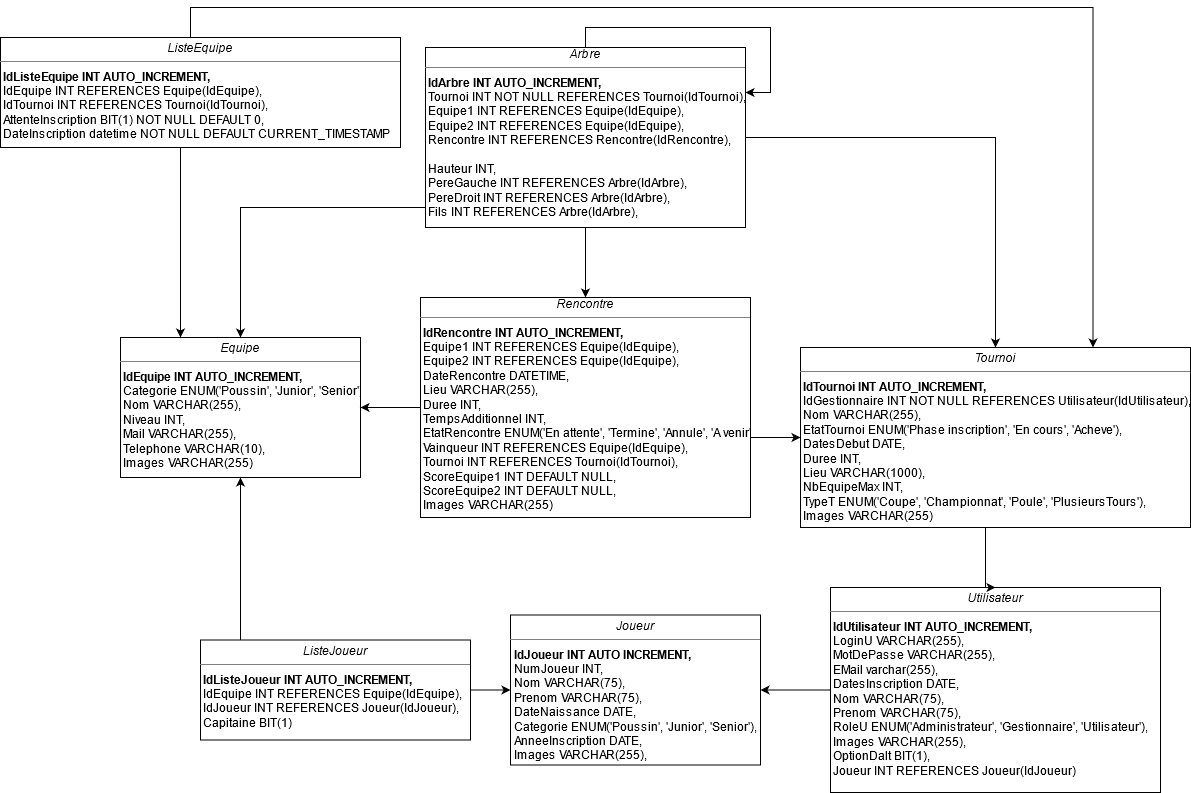 ListeEquipe
IdListeEquipe INT AUTO_INCREMENT,
IdEquipe INT REFERENCES Equipe(IdEquipe),
IdTournoi INT REFERENCES Tournoi(IdTournoi),
AttenteInscription BIT(1) NOT NULL DEFAULT 0,
DateInscription datetime NOT NULL DEFAULT CURRENT_TIMESTAMP
Arbre
IdArbre INT AUTO_INCREMENT,
Tournoi INT NOT NULL REFERENCES Tournoi(IdTournoi),
Equipe1 INT REFERENCES Equipe(IdEquipe),
Equipe2 INT REFERENCES Equipe(IdEquipe),
Rencontre INT REFERENCES Rencontre(IdRencontre),
Hauteur INT,
PereGauche INT REFERENCES Arbre(IdArbre),
PereDroit INT REFERENCES Arbre(IdArbre),
Fils INT REFERENCES Arbre(IdArbre),
Equipe
IdEquipe INT AUTO_INCREMENT,
Categorie ENUM('Poussin', 'Junior', 'Senior'
Nom VARCHAR(255),
Niveau INT,
Mail VARCHAR(255),
Telephone VARCHAR(10),
Images VARCHAR(255)
Rencontre
IdRencontre INT AUTO_INCREMENT,
Equipe1 INT REFERENCES Equipe(IdEquipe),
Equipe2 INT REFERENCES Equipe(IdEquipe),
DateRencontre DATETIME,
Lieu VARCHAR(255),
Duree INT,
TempsAdditionnel INT,
EtatRencontre ENUM('En attente', 'Termine', 'Annule', 'A venir'
Vainqueur INT REFERENCES Equipe(IdEquipe),
Tournoi INT REFERENCES Tournoi(IdTournoi),
ScoreEquipe1 INT DEFAULT NULL,
ScoreEquipe2 INT DEFAULT NULL,
Images VARCHAR(255)
Tournoi
IdTournoi INT AUTO_INCREMENT,
IdGestionnaire INT NOT NULL REFERENCES Utilisateur(IdUtilisateur),
Nom VARCHAR(255),
EtatTournoi ENUM('Phase inscription', 'En cours', 'Acheve'),
DatesDebut DATE,
Duree INT,
Lieu VARCHAR(1000),
NbEquipeMax INT,
TypeT ENUM('Coupe', 'Championnat', 'Poule', 'PlusieursTours'),
Images VARCHAR(255)
ListeJoueur
IdListeJoueur INT AUTO_INCREMENT,
IdEquipe INT REFERENCES Equipe(IdEquipe),
IdJoueur INT REFERENCES Joueur(IdJoueur),
Capitaine BIT(1)
Joueur
IdJoueur INT AUTO INCREMENT,
NumJoueur INT,
Nom VARCHAR(75),
Prenom VARCHAR(75),
DateNaissance DATE,
Categorie ENUM('Poussin', 'Junior', 'Senior'),
AnneeInscription DATE,
Images VARCHAR(255),
Utilisateur
IdUtilisateur INT AUTO_INCREMENT,
LoginU VARCHAR(255),
MotDePasse VARCHAR(255),
EMail varchar(255),
DatesInscription DATE,
Nom VARCHAR(75),
Prenom VARCHAR(75),
RoleU ENUM('Administrateur', 'Gestionnaire', 'Utilisateur'),
Images VARCHAR(255),
OptionDalt BIT(1),
Joueur INT REFERENCES Joueur(IdJoueur)